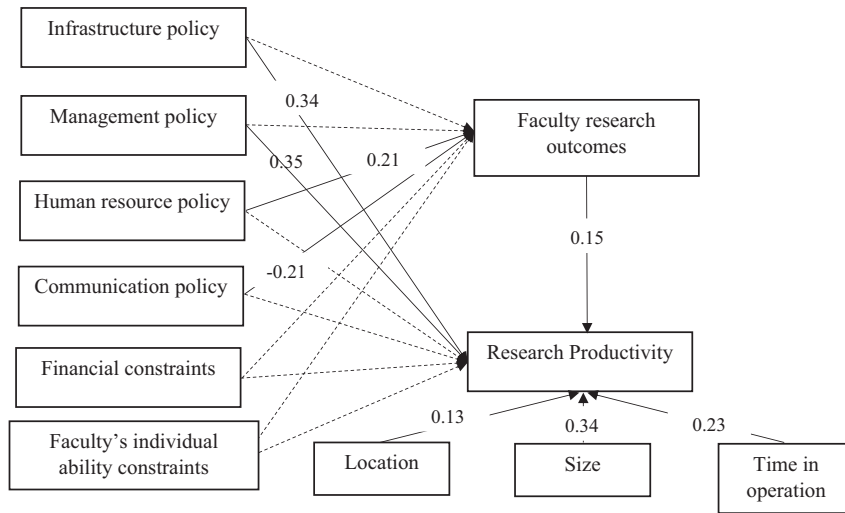 Infrastructure policy
0.34
Management policy
Faculty research
outcomes
0.35
0.21
Human resource policy
0.15
-0.21
Communication policy
Research Productivity
Financial constraints
0.13
0.34
0.23
Faculty’s individual
ability constraints
Location
Size
Time in
operation